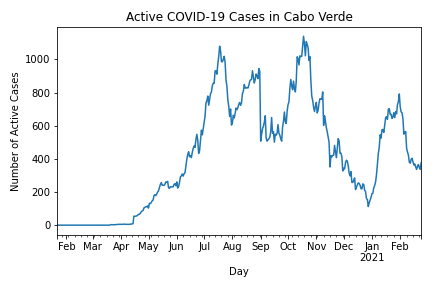 Active COVID-19 Cases in Cabo Verde
Number of Active Cases
1000
800
600
400
200
0
Feb Mar Apr May Jun Jul Aug Sep Oct Nov Dec Jan Feb
2021
Day